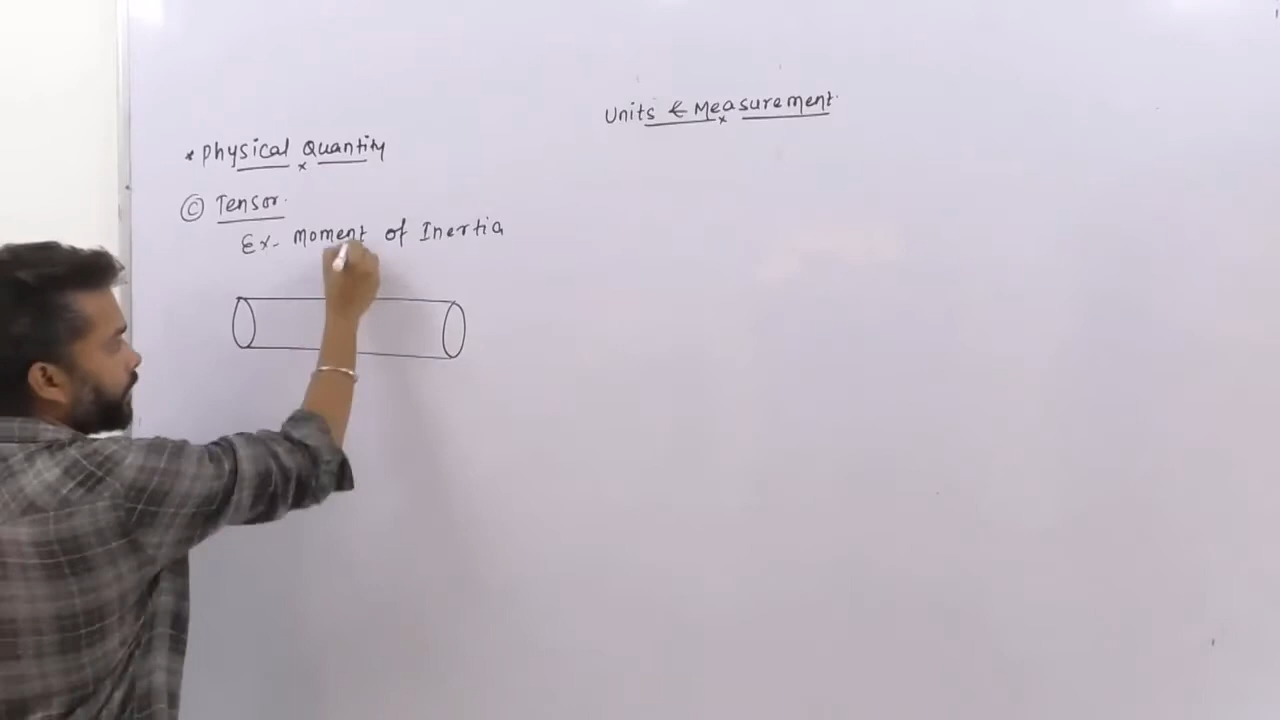 Units & Measurement
* Physical Quantity
Ⓒ Tensor.
Ex- Moment of Inertia